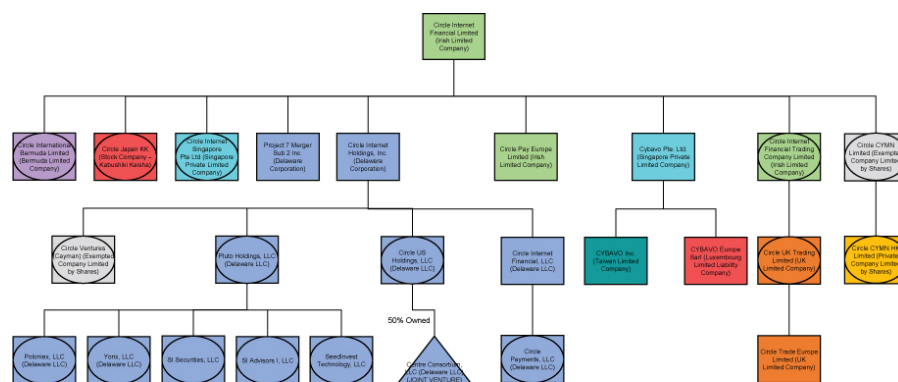 Circle Internet
Financial Limited
(Irish Limited
Company)
Circle International
Bermuda Limited
(Bermuda Limited
Company)
Circle Japan KK
(Stock Company –
Kabushiki Kaisha)
Circle Internet
Singapore
Pte Ltd (Singapore
Private Limited
Company)
Project 7 Merger
Sub 2 Inc.
(Delaware
Corporation)
Circle Internet
Holdings, Inc.
(Delaware
Corporation)
Circle Pay Europe
Limited (Irish
Limited Company)
Cybavo Pte. Ltd
(Singapore Private
Limited Company)
Circle Internet
Financial Trading
Company Limited
(Irish Limited
Company)
Circle CYMN
Limited (Exempted
Company Limited
by Shares)
Circle Ventures
Cayman) (Exempted
Company Limited
by Shares)
Pluto Holdings, LLC
(Delaware LLC)
Circle US
Holdings, LLC
(Delaware LLC)
Circle Internet
Financial, LLC
(Delaware LLC)
CYBAVO Inc
(Taiwan Limited
Company)
CYBAVO Europe
Sarl (Luxembourg
Limited Liability
Company)
Circle UK Trading
Limited (UK
Limited Company)
Circle CYMN HK
Limited (Private
Company Limited
by Shares)
50% Owned
Poloniex, LLC
(Delaware LLC)
Yorix, LLC
(Delaware LLC)
SI Securities, LLC
SI Advisors I, LLC
SeedInvest
Technology, LLC
Centre Consortium,
LLC (Delaware LLC)
(JOINT VENTURE)
Circle
Payments, LLC
(Delaware LLC)
Circle Trade Europe
Limited (UK
Limited Company)